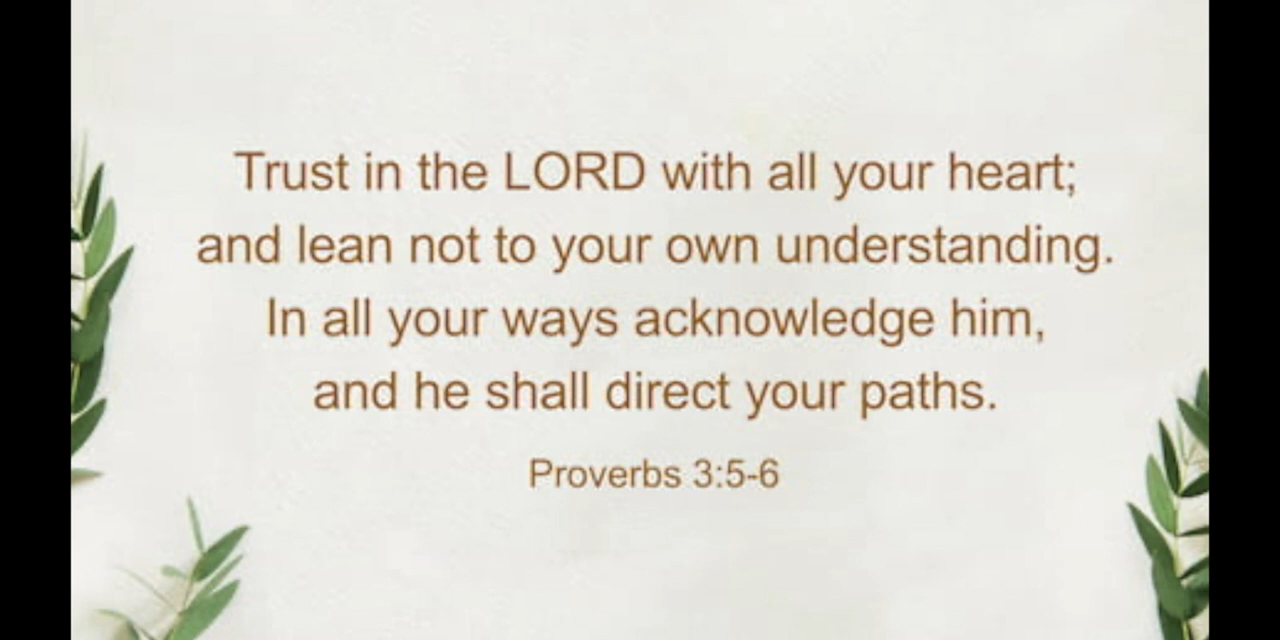 Trust in the LORD with all your heart;
and lean not to your own understanding.
In all your ways acknowledge him,
and he shall direct your paths.
Proverbs 3:5-6